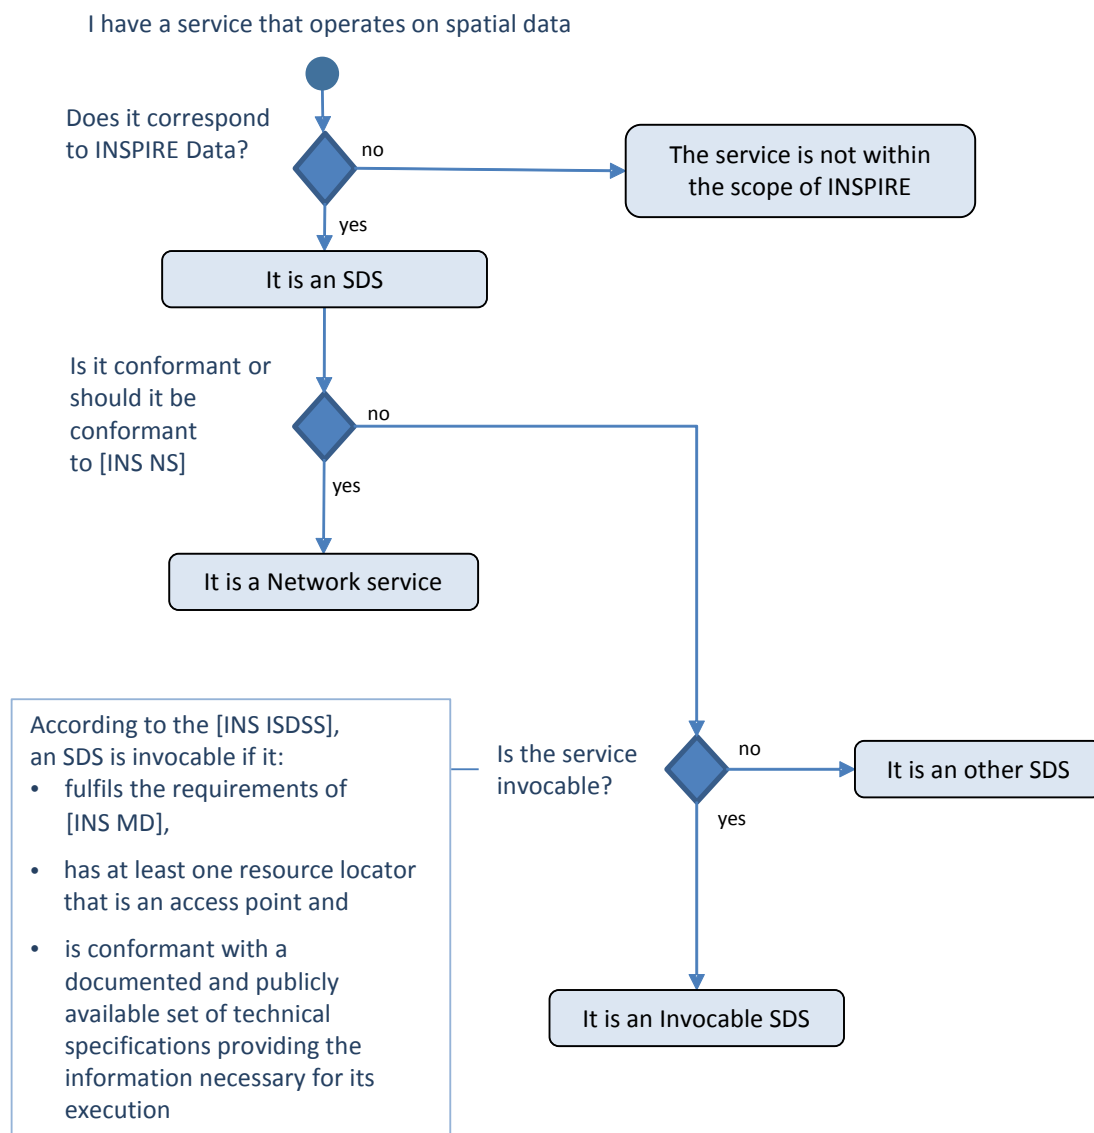 I have a service that operates on spatial data
Does it correspond
to INSPIRE Data?
no
The service is not within
the scope of INSPIRE
yes
It is an SDS
Is it conformant or
should it be
conformant
to [INS NS]
no
yes
It is a Network service
According to the [INS ISDSS],
an SDS is invocable if it:
• fulfils the requirements of
[INS MD],
• has at least one resource locator
that is an access point and
• is conformant with a
documented and publicly
available set of technical
specifications providing the
information necessary for its
execution
Is the service
invocable?
no
It is an other SDS
yes
It is an Invocable SDS